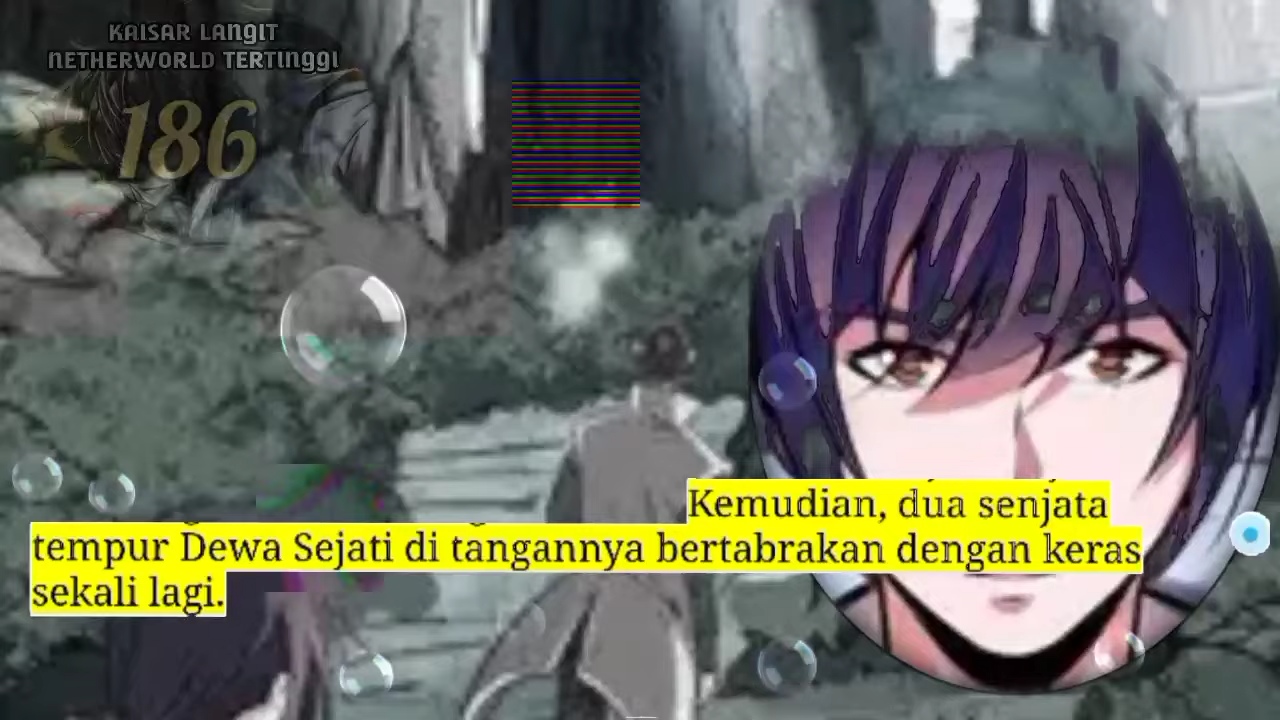 KAISAR LANGIT
NETHERWORLD TERTINGGI
186
Kemudian, dua senjata
tempur Dewa Sejati di tangannya bertabrakan dengan keras
sekali lagi.